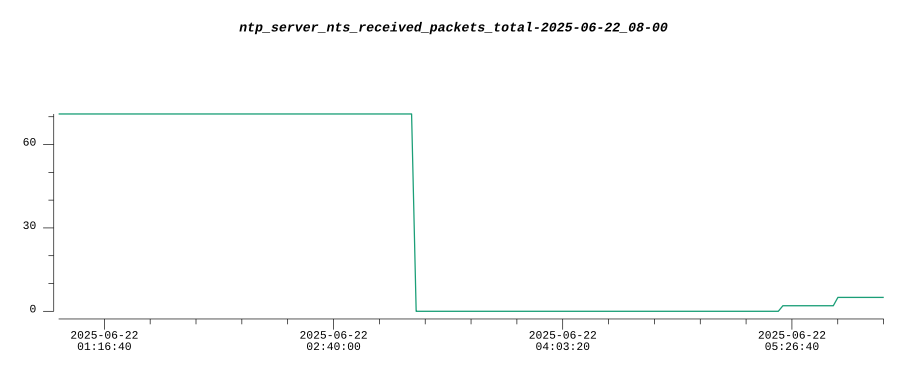 ntp_server_nts_received_packets_total-2025-06-22_08-00
60
30
0
2025-06-22 2025-06-22 2025-06-22 2025-06-22
01:16:40 02:40:00 04:03:20 05:26:40